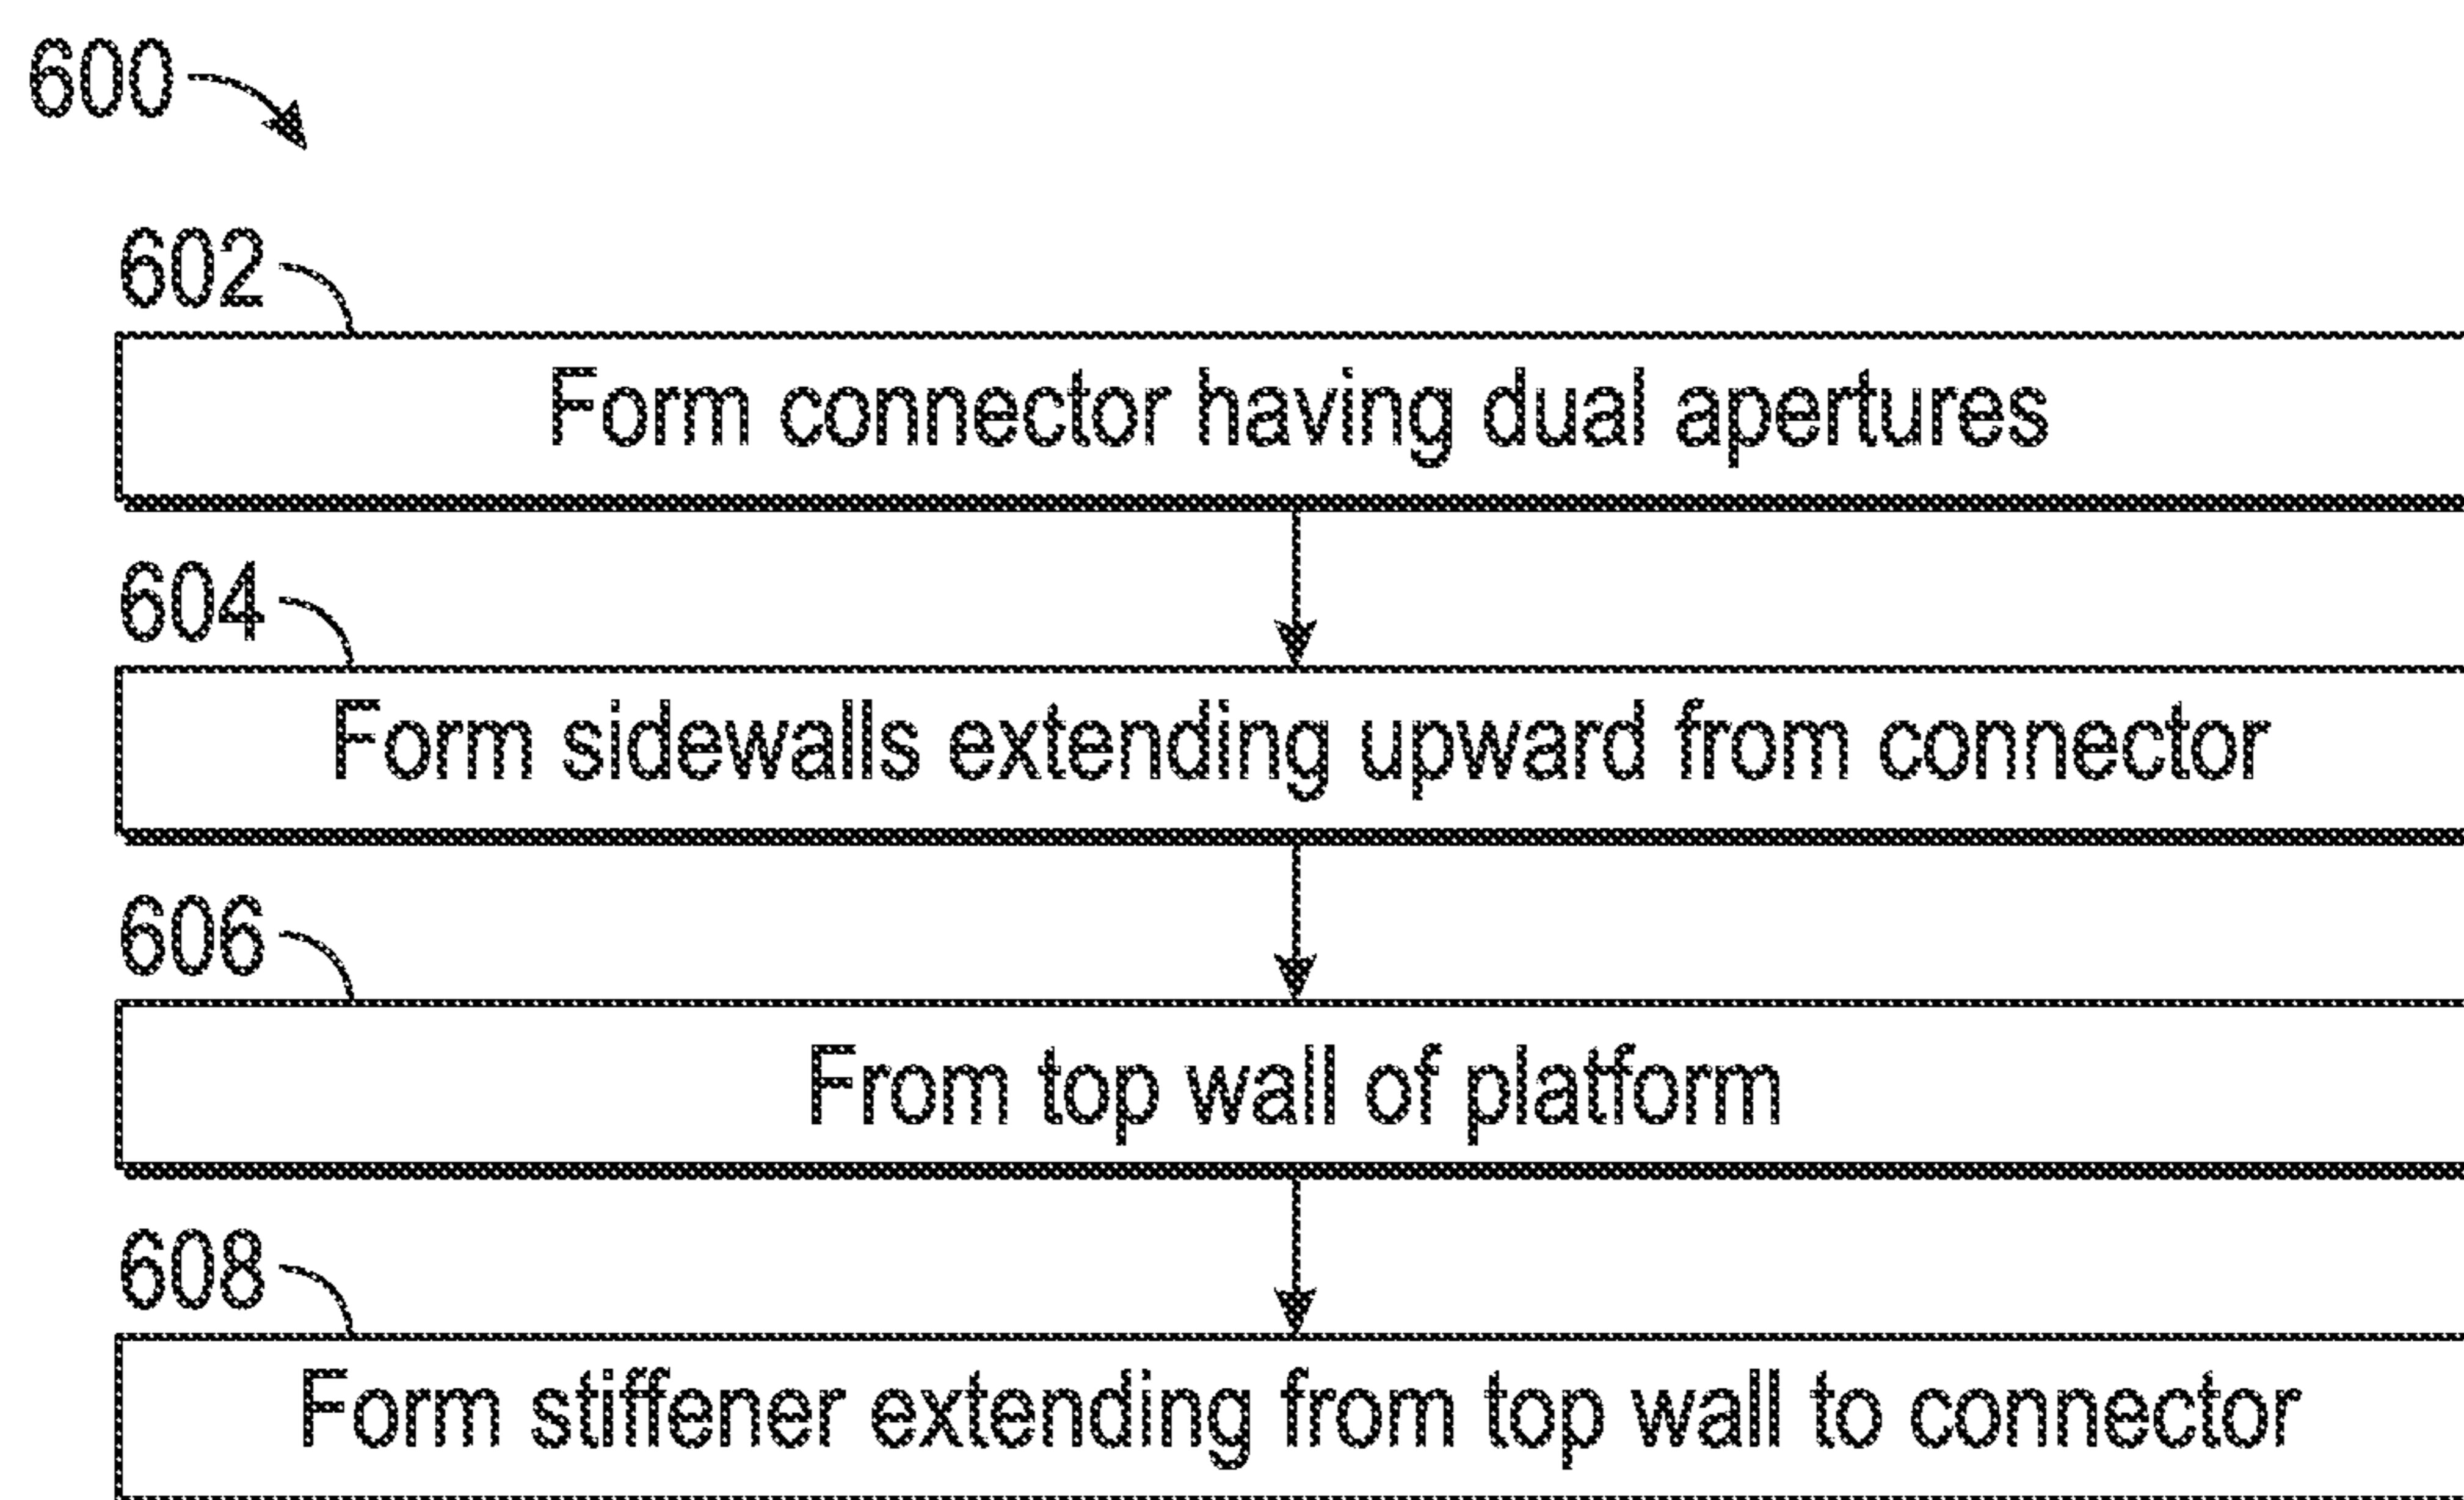 600
602
Form connector having dual apertures
604
Form sidewalls extending upward from connector
606
From top wall of platform
608
Form stiffener extending from top wall to connector